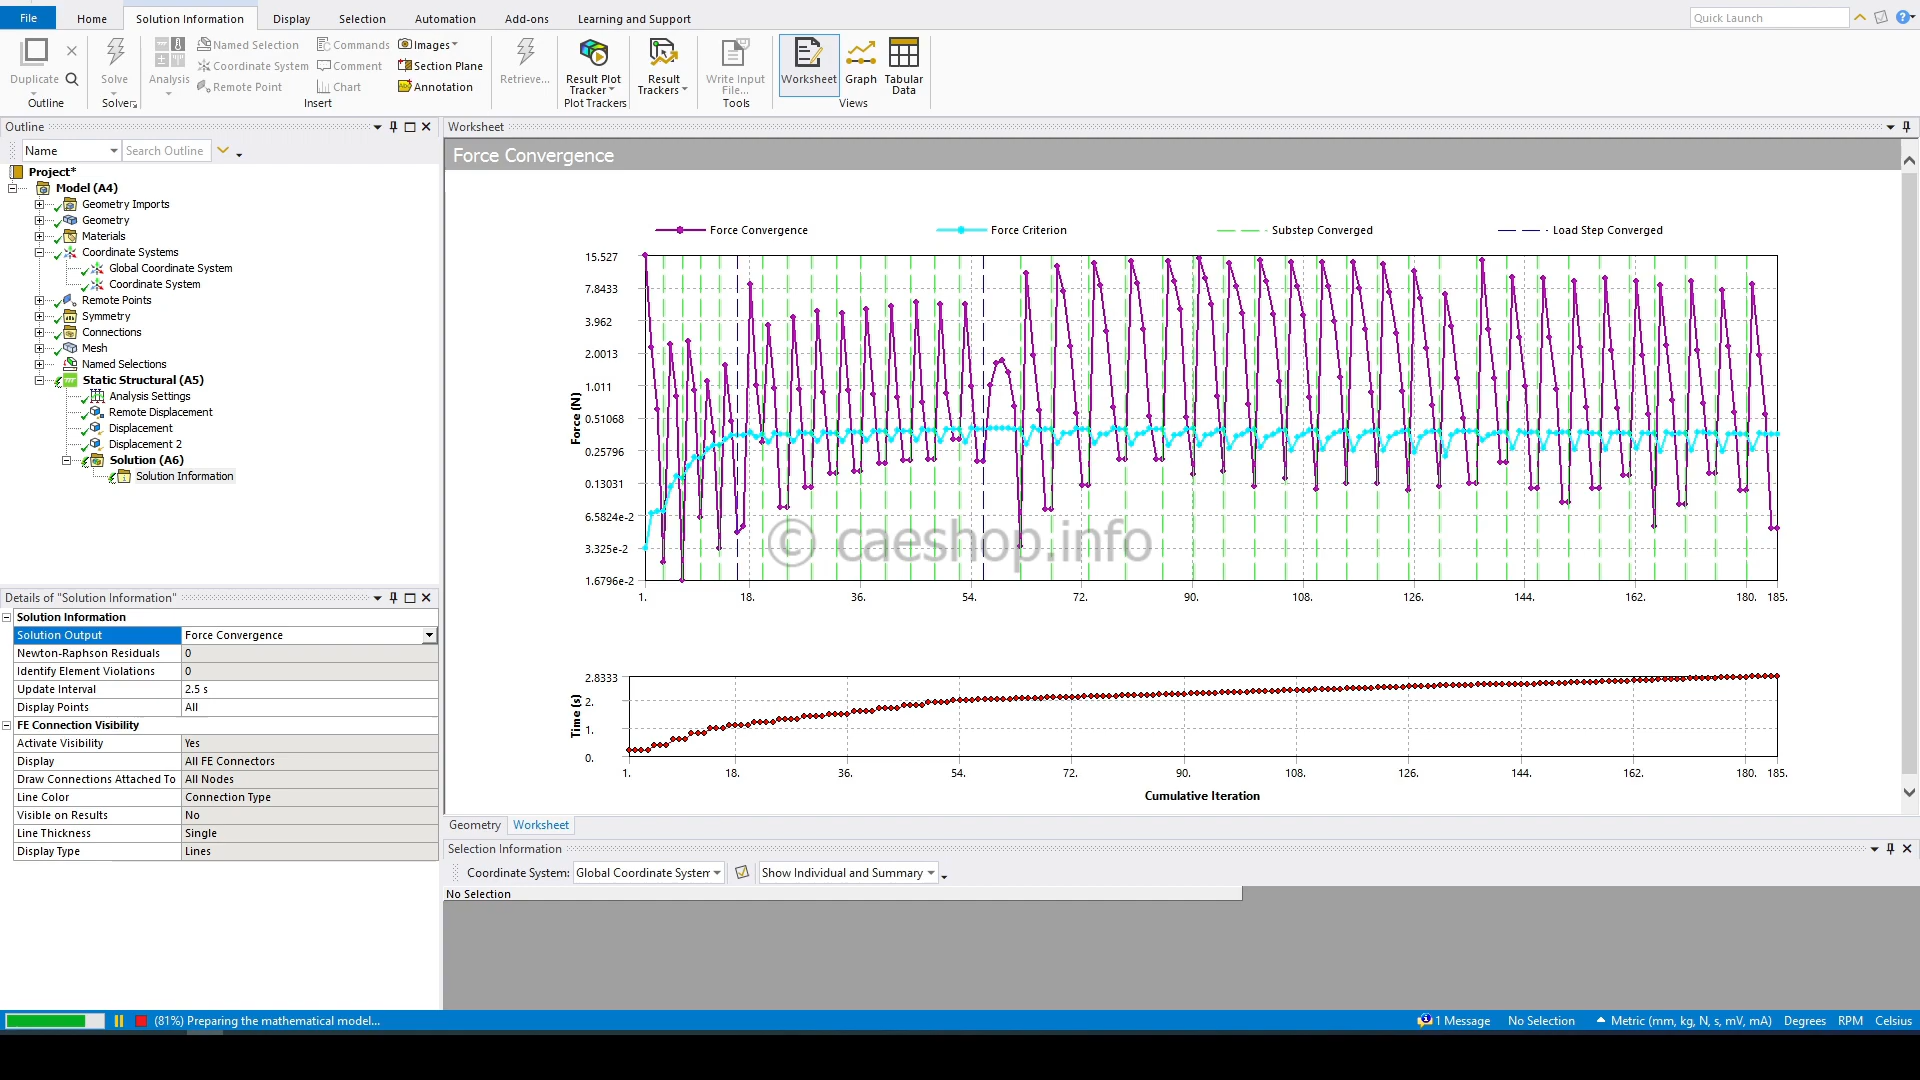 File Home Solution Information Display Selection Automation Add-ons Learning and Support Quick Launch
Duplicate
Outline
Solve
Solver
Analysis
Named Selection
Coordinate System
Remote Point
Commands
Comment
Chart
Images
Section Plane
Annotation
Insert
Retrieve...
Result Plot
Tracker
Plot Trackers
Result
Trackers
Write Input
File...
Tools
Worksheet
Graph
Tabular
Data
Views
Outline
Name Search Outline
Project*
Model (A4)
Geometry Imports
Geometry
Materials
Coordinate Systems
Global Coordinate System
Coordinate System
Remote Points
Symmetry
Connections
Mesh
Named Selections
Static Structural (A5)
Analysis Settings
Remote Displacement
Displacement
Displacement 2
Solution (A6)
Solution Information
Details of "Solution Information"
Solution Information
Solution Output Force Convergence
Newton-Raphson Residuals 0
Identify Element Violations 0
Update Interval 2.5 s
Display Points All
FE Connection Visibility
Activate Visibility Yes
Display All FE Connectors
Draw Connections Attached To All Nodes
Line Color Connection Type
Visible on Results No
Line Thickness Single
Display Type Lines
Worksheet
Force Convergence
Force Convergence Force Criterion Substep Converged Load Step Converged
Force (N)
15.527
7.8433
3.962
2.0013
1.011
0.51068
0.25796
0.13031
6.5824e-2
3.325e-2
1.6796e-2
1. 18. 36. 54. 72. 90. 108. 126. 144. 162. 180. 185.
© caeshop.info
Time (s)
2.8333
2.
1.
0.
1. 18. 36. 54. 72. 90. 108. 126. 144. 162. 180. 185.
Cumulative Iteration
Geometry Worksheet
Selection Information
Coordinate System: Global Coordinate System Show Individual and Summary
No Selection
(81%) Preparing the mathematical model... 1 Message No Selection Metric (mm, kg, N, s, mV, mA) Degrees RPM Celsius